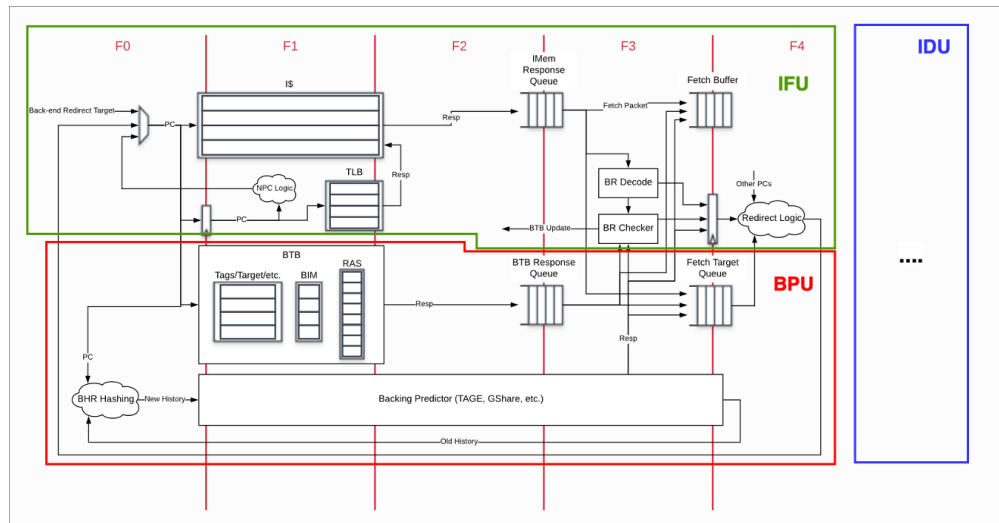 F0
F1
F2
F3
F4
IDU
IFU
IMem
Response
Queue
Fetch Buffer
I$
Back-end Redirect Target
PC
Resp
Fetch Packet
TLB
NPC Logic
Resp
BR Decode
Other PCs
PC
BR Checker
Redirect Logic
BTB Update
BTB
BTB Response
Queue
Fetch Target
Queue
BPU
....
RAS
Tags/Target/etc.
BIM
Resp
Resp
PC
BHR Hashing
New History
Backing Predictor (TAGE, GShare, etc.)
Old History